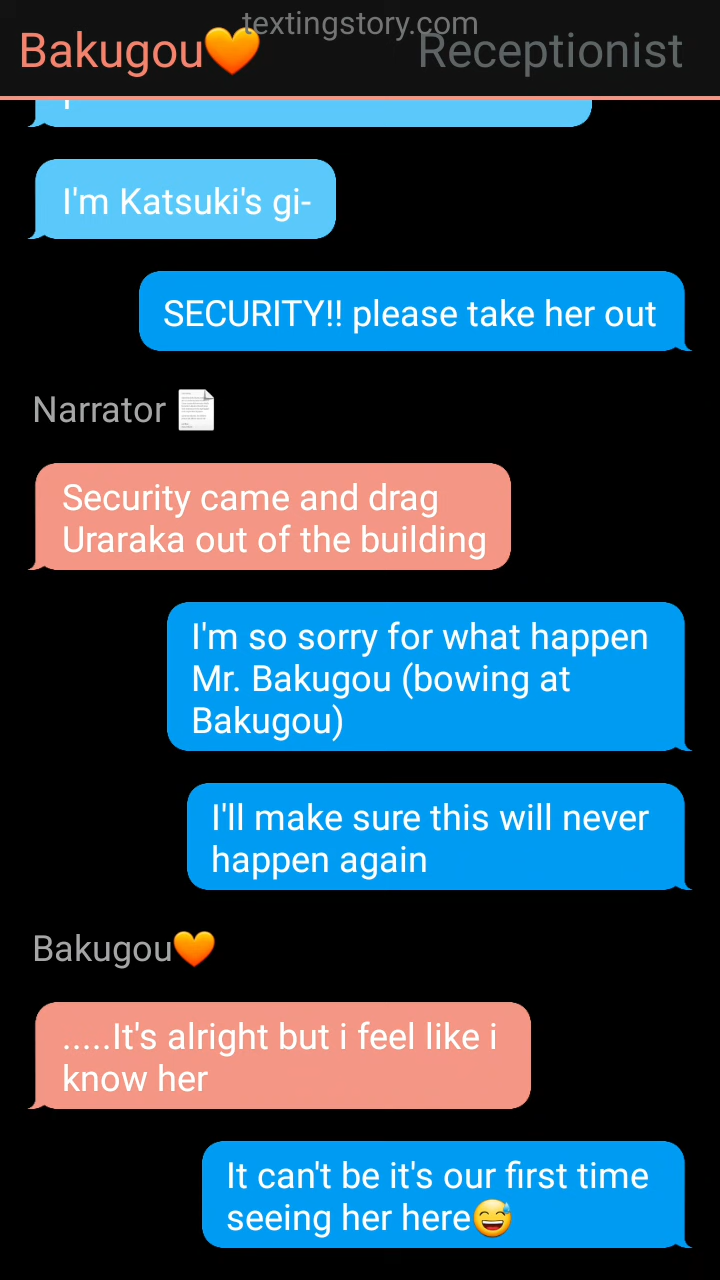 textingstory.com
Bakugou🧡 Receptionist
I'm Katsuki's gi-
SECURITY!! please take her out
Narrator 📄
Security came and drag
Uraraka out of the building
I'm so sorry for what happen
Mr. Bakugou (bowing at
Bakugou)
I'll make sure this will never
happen again
Bakugou🧡
.....It's alright but i feel like i
know her
It can't be it's our first time
seeing her here😅